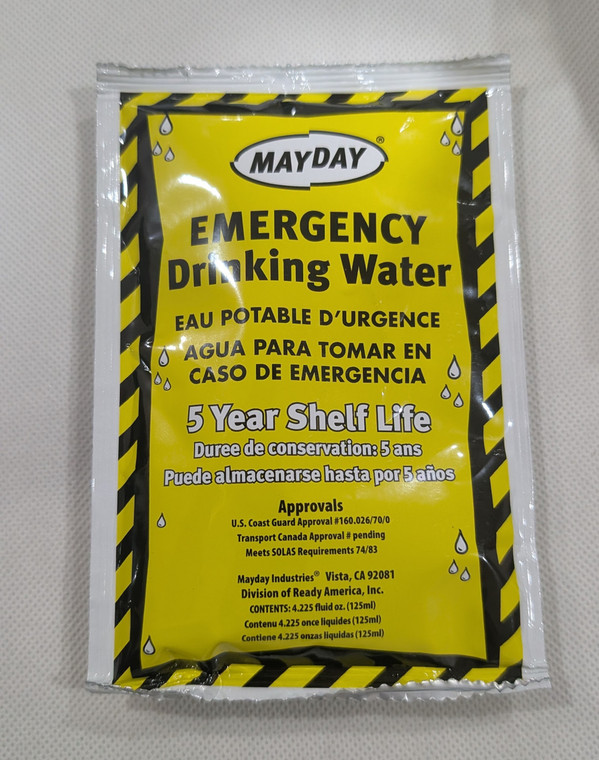 MAYDAY®
EMERGENCY
Drinking Water
EAU POTABLE D'URGENCE
AGUA PARA TOMAR EN
CASO DE EMERGENCIA
5 Year Shelf Life
Duree de conservation: 5 ans
Puede almacenarse hasta por 5 años
Approvals
U.S. Coast Guard Approval #160.026/70/0
Transport Canada Approval # pending
Meets SOLAS Requirements 74/83
Mayday Industries® Vista, CA 92081
Division of Ready America, Inc.
CONTENTS: 4.225 fluid oz. (125ml)
Contenu 4.225 once liquides (125ml)
Contiene 4.225 onzas liquidas (125ml)